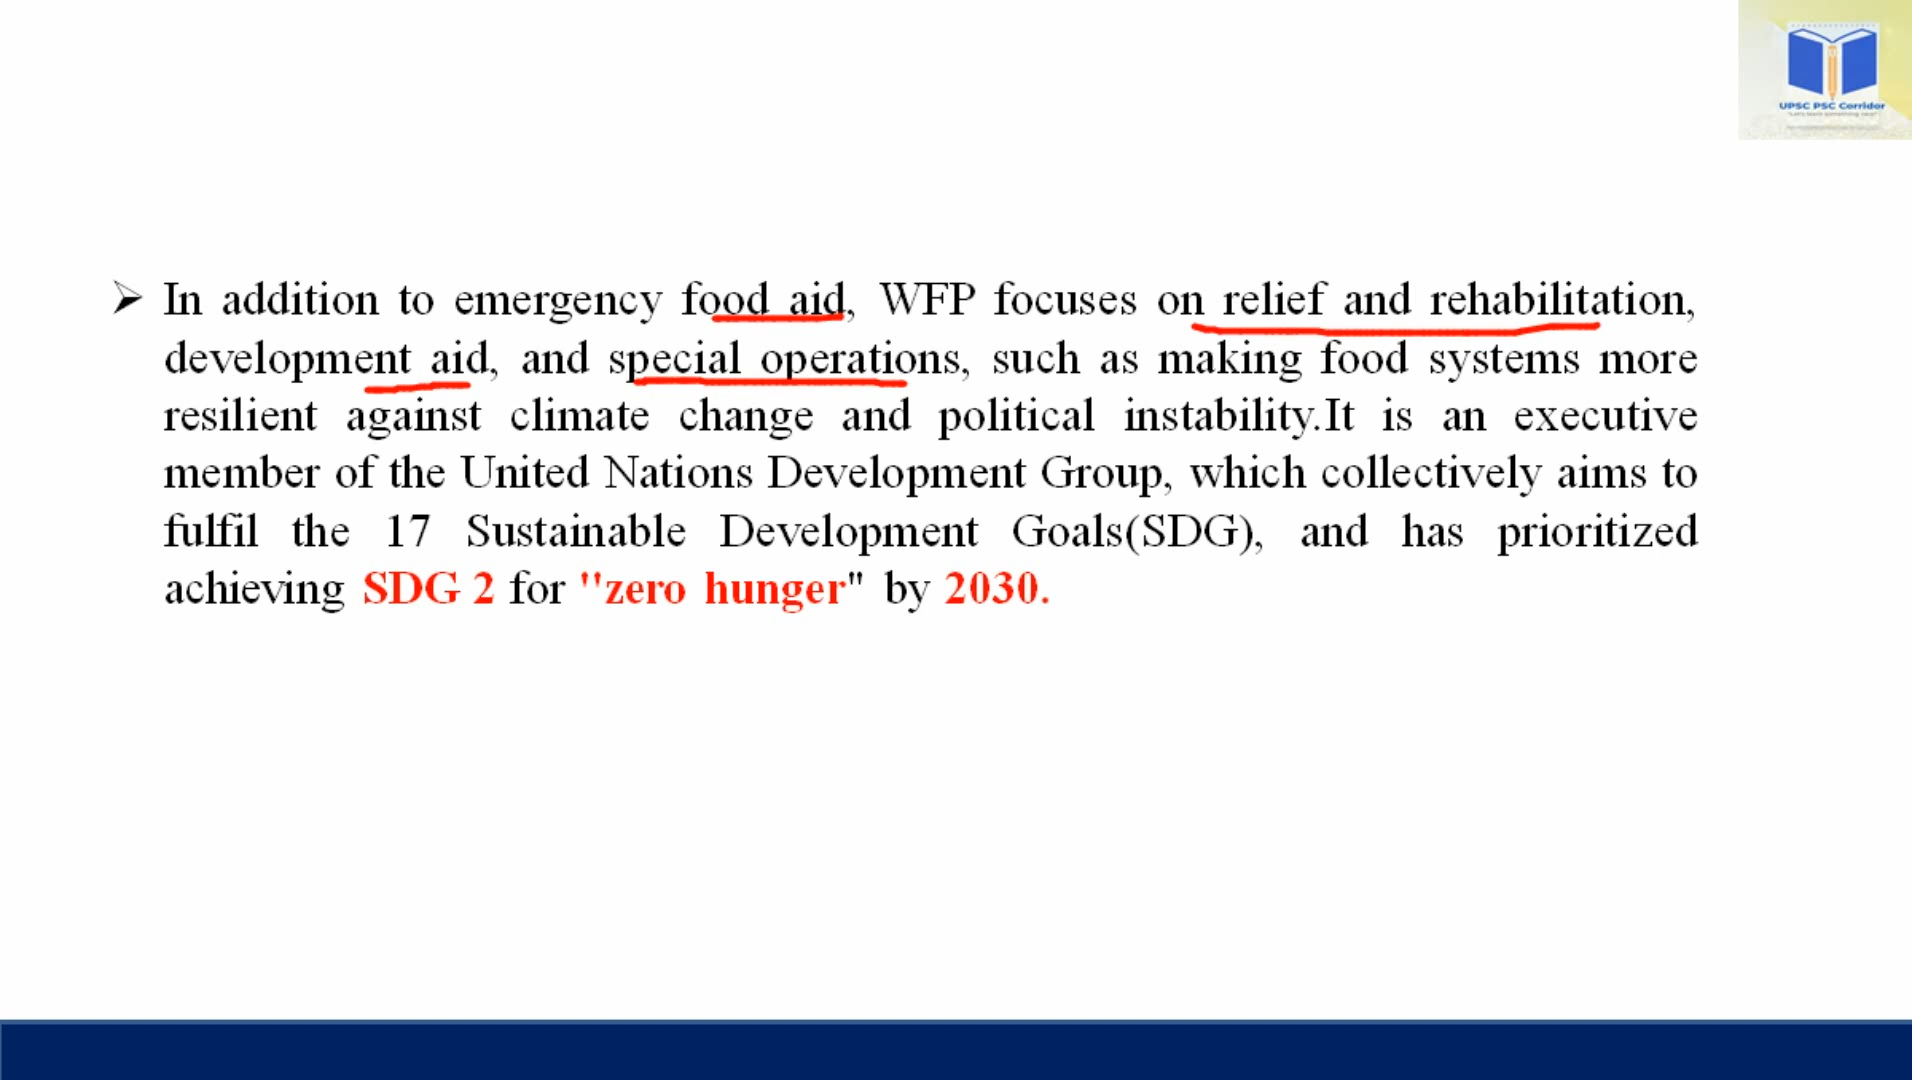 UPSC PSC Corridor
➢ In addition to emergency food aid, WFP focuses on relief and rehabilitation,
development aid, and special operations, such as making food systems more
resilient against climate change and political instability.It is an executive
member of the United Nations Development Group, which collectively aims to
fulfil the 17 Sustainable Development Goals(SDG), and has prioritized
achieving SDG 2 for "zero hunger" by 2030.